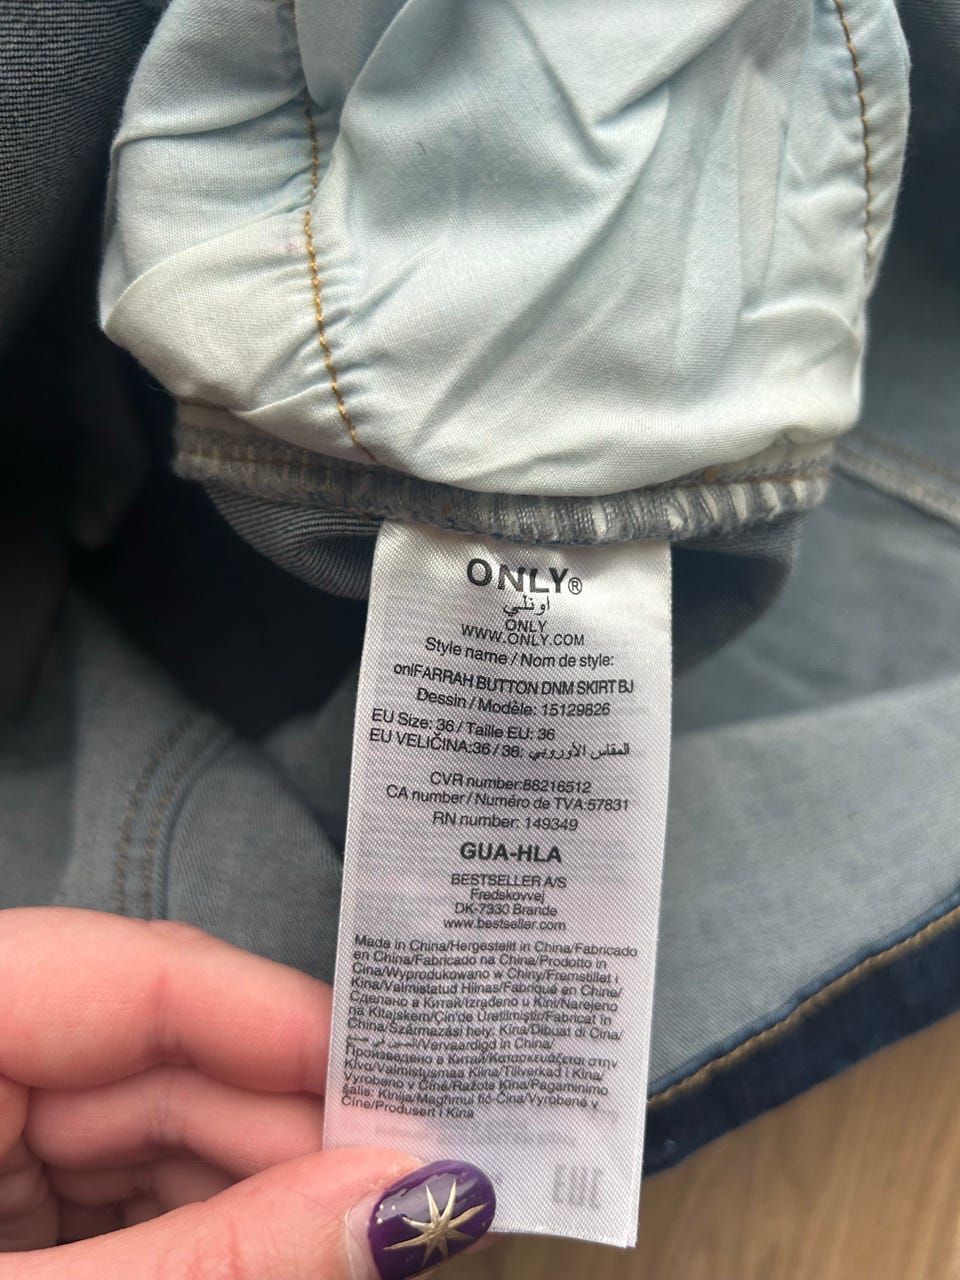 ONLY®
اونلي
ONLY
WWW.ONLY.COM
Style name / Nom de style:
onlFARRAH BUTTON DNM SKIRT BJ
Dessin / Modèle: 15129826
EU Size: 36 / Taille EU: 36
EU VELIČINA:36 / 36: المقاس الأوروبي
CVR number:88216512
CA number / Numéro de TVA:57831
RN number: 149349
GUA-HLA
BESTSELLER A/S
Fredskovvej
DK-7330 Brande
www.bestseller.com
Made in China/Hergestellt in China/Fabricado
en China/Fabricado na China/Prodotto in
Cina/Wyprodukowano w Chiny/Fremstillet i
Kina/Valmistatud Hiinas/Fabriqué en Chine/
Сделано в Китай/Izrađeno u Kini/Narejeno
na Kitajskem/Çin'de Üretilmiştir/Fabricat în
China/Származási hely: Kína/Dibuat di Cina/
/Vervaardigd in China/
Произведено в Китай/Κατασκευάζεται στην
Κίνα/Valmistusmaa Kiina/Tillverkad i Kina/
Vyrobeno v Číně/Ražots Kīna/Pagaminimo
šalis: Kinija/Maghmul fiċ-Ċina/Vyrobené v
Číne/Produsert i Kina